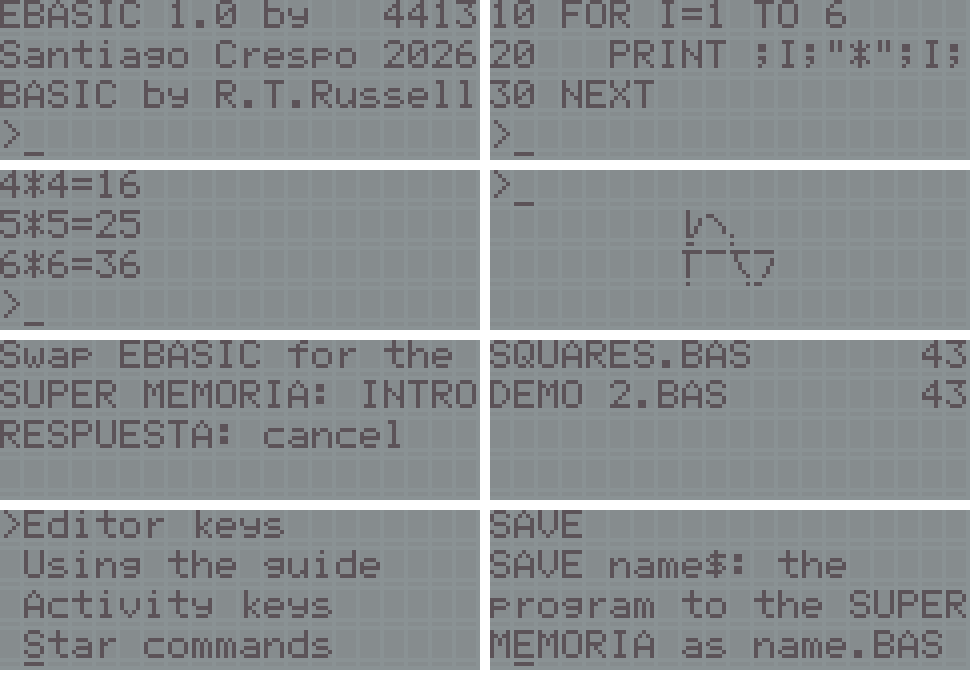 EBASIC 1.0 by   4413
Santiago Crespo 2026
BASIC by R.T.Russell
>_
10 FOR I=1 TO 6
20   PRINT ;I;"*";I;
30 NEXT
>_
4*4=16
5*5=25
6*6=36
>_
>_
Swap EBASIC for the
SUPER MEMORIA: INTRO
RESPUESTA: cancel
SQUARES.BAS       43
DEMO 2.BAS        43
>Editor keys
Using the guide
Activity keys
Star commands
SAVE
SAVE name$: the
program to the SUPER
MEMORIA as name.BAS